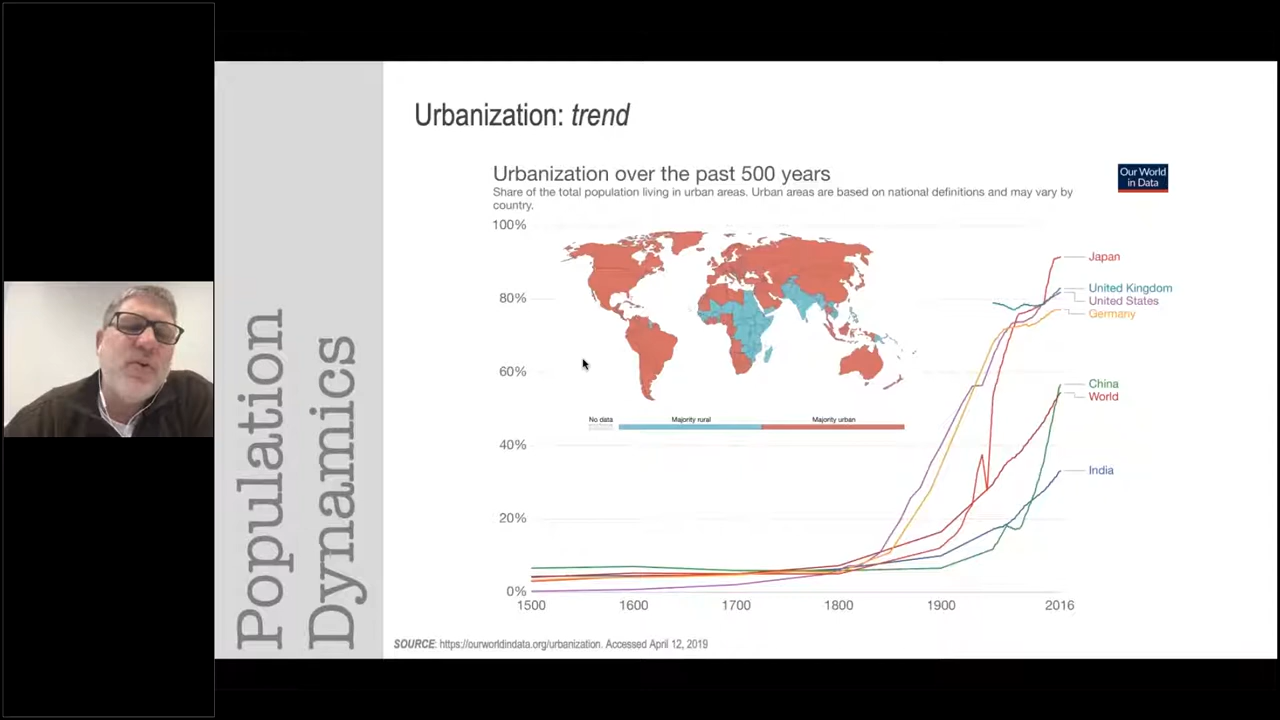 Population
Dynamics
Urbanization: trend
Urbanization over the past 500 years
Share of the total population living in urban areas. Urban areas are based on national definitions and may vary by
country.
Our World
in Data
100%
80%
60%
40%
20%
0%
1500
1600
1700
1800
1900
2016
No data
Majority rural
Majority urban
Japan
United Kingdom
United States
Germany
China
World
India
SOURCE: https://ourworldindata.org/urbanization. Accessed April 12, 2019